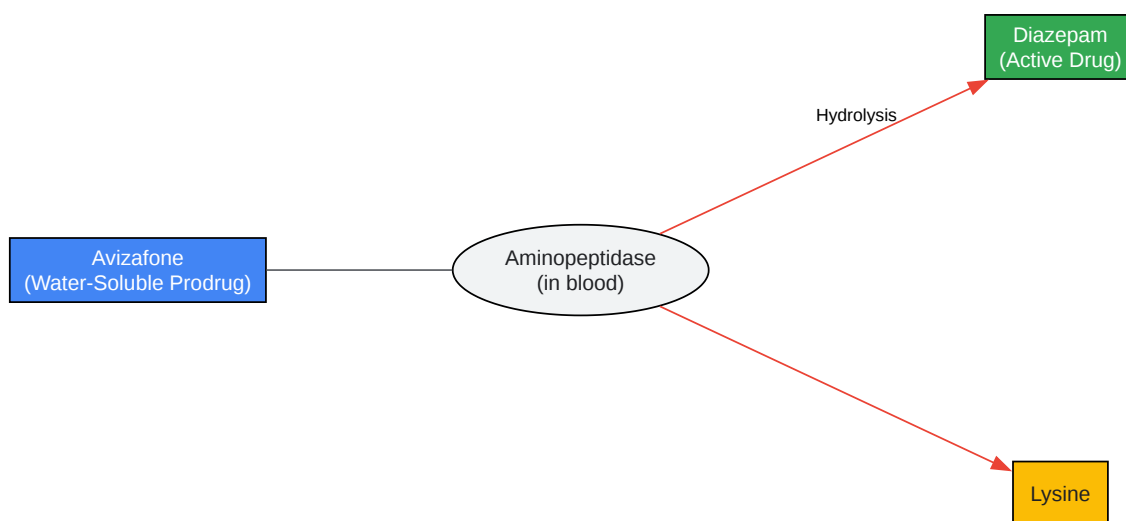 Diazepam
(Active Drug)
Hydrolysis
Avizafone
(Water-Soluble Prodrug)
Aminopeptidase
(in blood)
Lysine